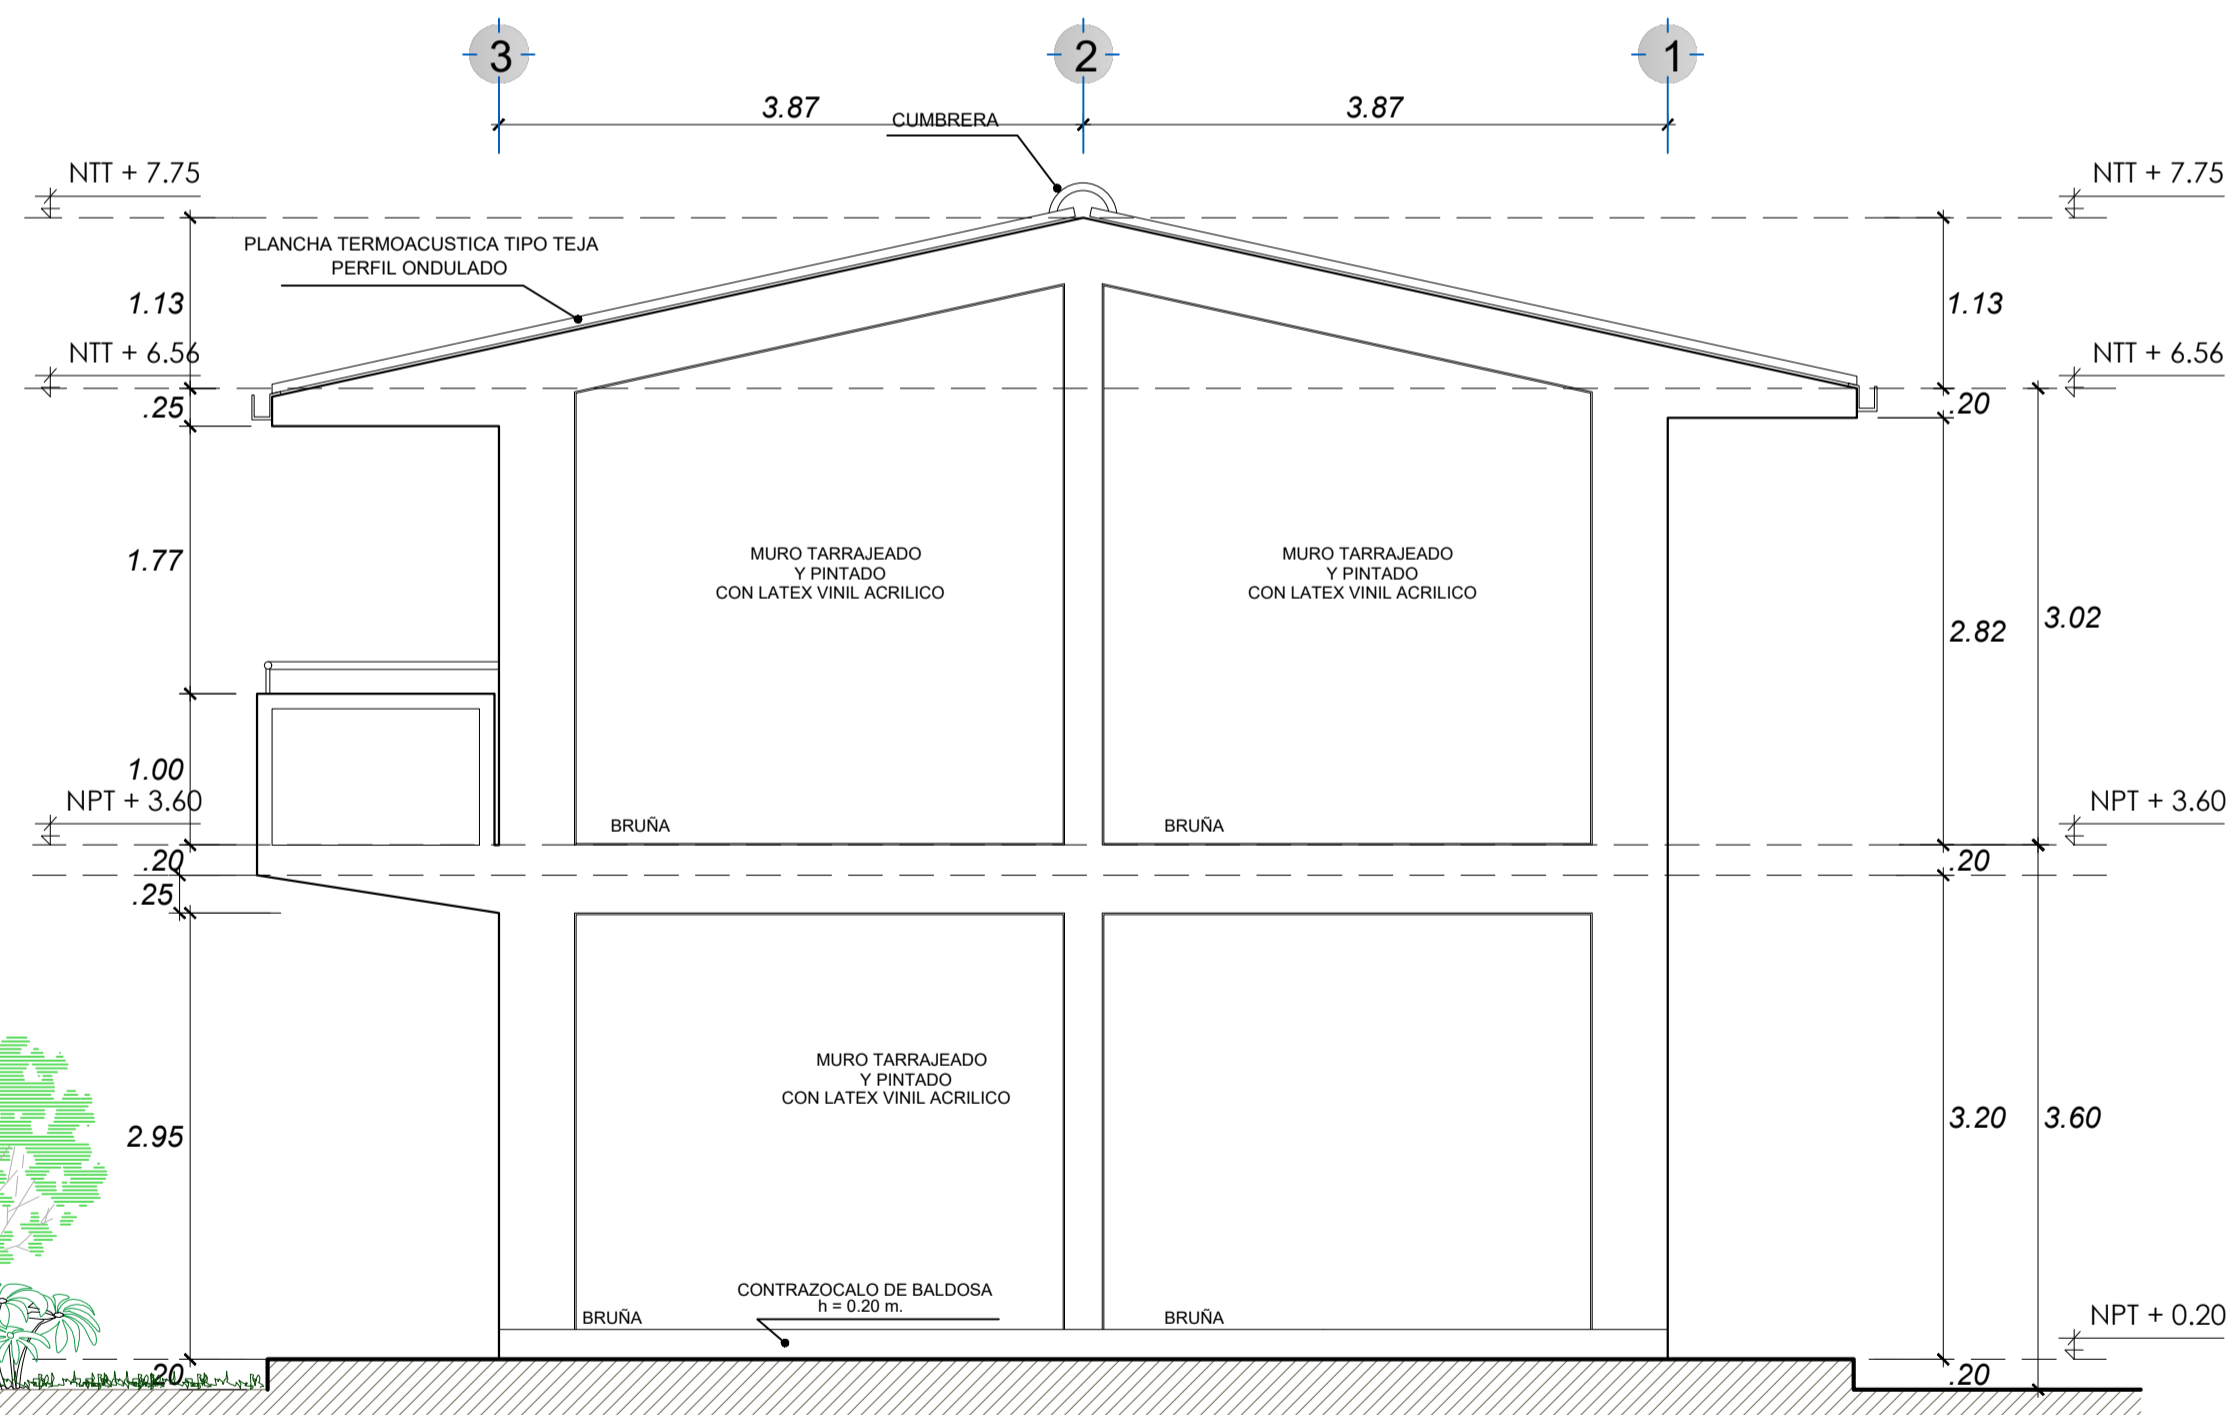 3
2
1
3.87
3.87
CUMBRERA
NTT + 7.75
NTT + 7.75
PLANCHA TERMOACUSTICA TIPO TEJA
PERFIL ONDULADO
1.13
1.13
NTT + 6.56
NTT + 6.56
.25
.20
1.77
MURO TARRAJEADO
Y PINTADO
CON LATEX VINIL ACRILICO
MURO TARRAJEADO
Y PINTADO
CON LATEX VINIL ACRILICO
2.82
3.02
1.00
NPT + 3.60
NPT + 3.60
BRUÑA
BRUÑA
.20
.20
.25
MURO TARRAJEADO
Y PINTADO
CON LATEX VINIL ACRILICO
2.95
3.20
3.60
CONTRAZOCALO DE BALDOSA
h = 0.20 m.
BRUÑA
BRUÑA
NPT + 0.20
.20
.20